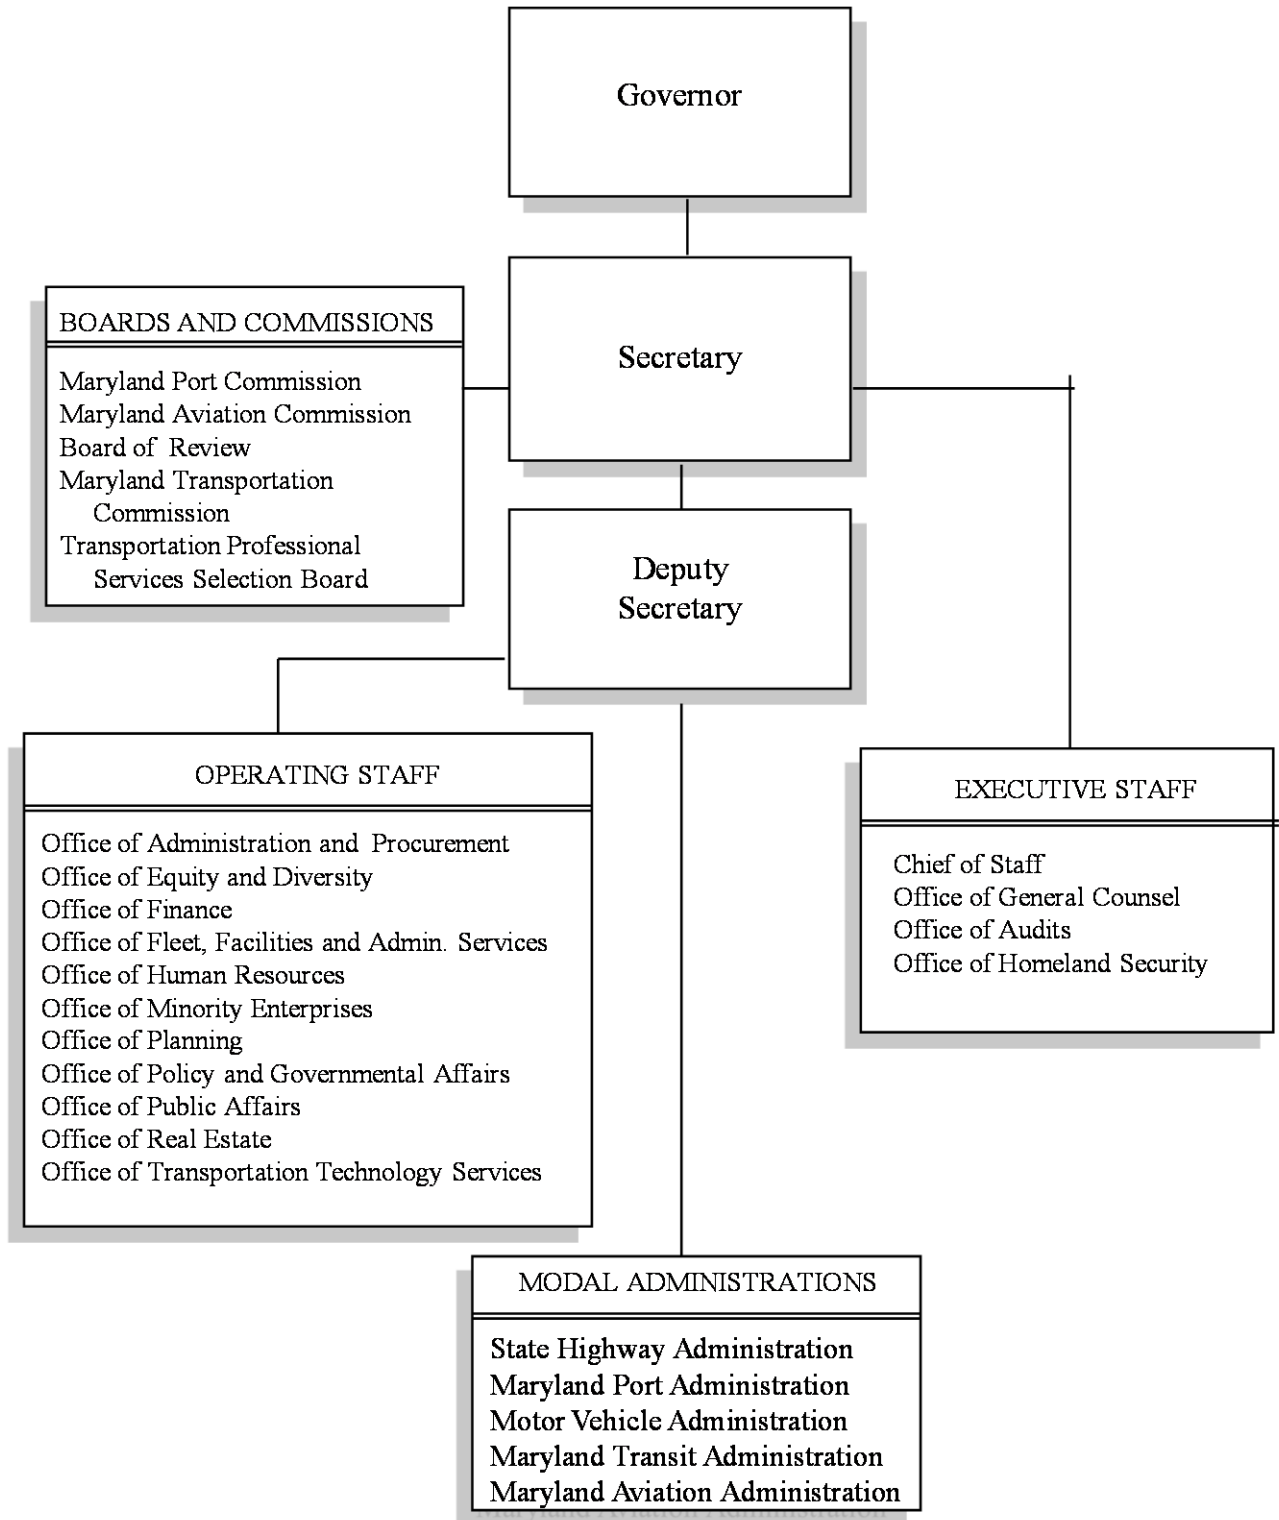 Governor
Secretary
BOARDS AND COMMISSIONS
Maryland Port Commission
Maryland Aviation Commission
Board of Review
Maryland Transportation
Commission
Transportation Professional
Services Selection Board
Deputy
Secretary
OPERATING STAFF
Office of Administration and Procurement
Office of Equity and Diversity
Office of Finance
Office of Fleet, Facilities and Admin. Services
Office of Human Resources
Office of Minority Enterprises
Office of Planning
Office of Policy and Governmental Affairs
Office of Public Affairs
Office of Real Estate
Office of Transportation Technology Services
EXECUTIVE STAFF
Chief of Staff
Office of General Counsel
Office of Audits
Office of Homeland Security
MODAL ADMINISTRATIONS
State Highway Administration
Maryland Port Administration
Motor Vehicle Administration
Maryland Transit Administration
Maryland Aviation Administration